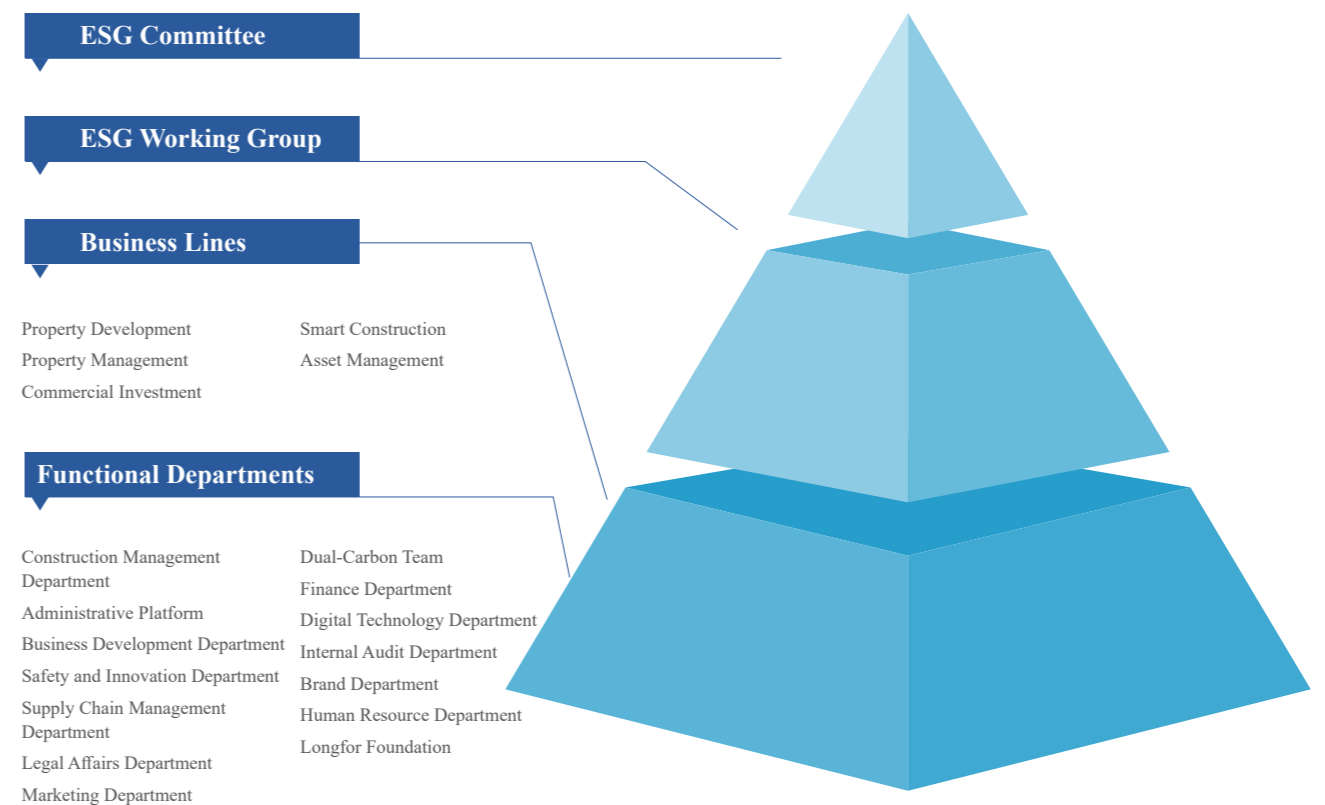 ESG Committee
ESG Working Group
Business Lines
Property Development
Property Management
Commercial Investment
Smart Construction
Asset Management
Functional Departments
Construction Management
Department
Administrative Platform
Business Development Department
Safety and Innovation Department
Supply Chain Management
Department
Legal Affairs Department
Marketing Department
Dual-Carbon Team
Finance Department
Digital Technology Department
Internal Audit Department
Brand Department
Human Resource Department
Longfor Foundation